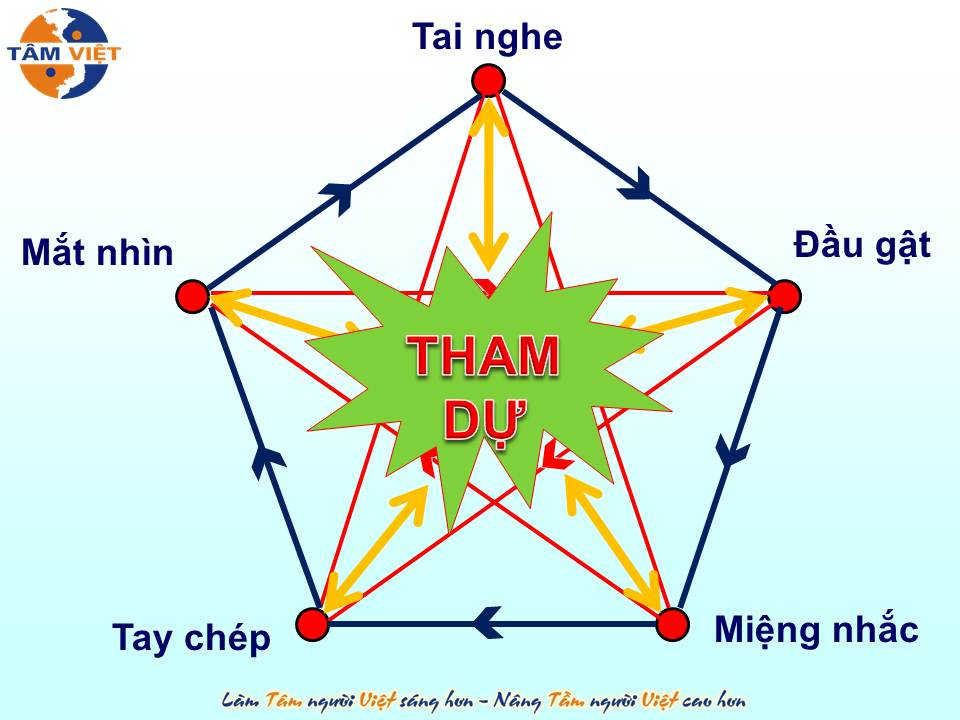 TÂM VIỆT
Tai nghe
Mắt nhìn
Đầu gật
THAM
DỰ
Tay chép
Miệng nhắc
Làm Tâm người Việt sáng hơn - Nâng Tầm người Việt cao hơn